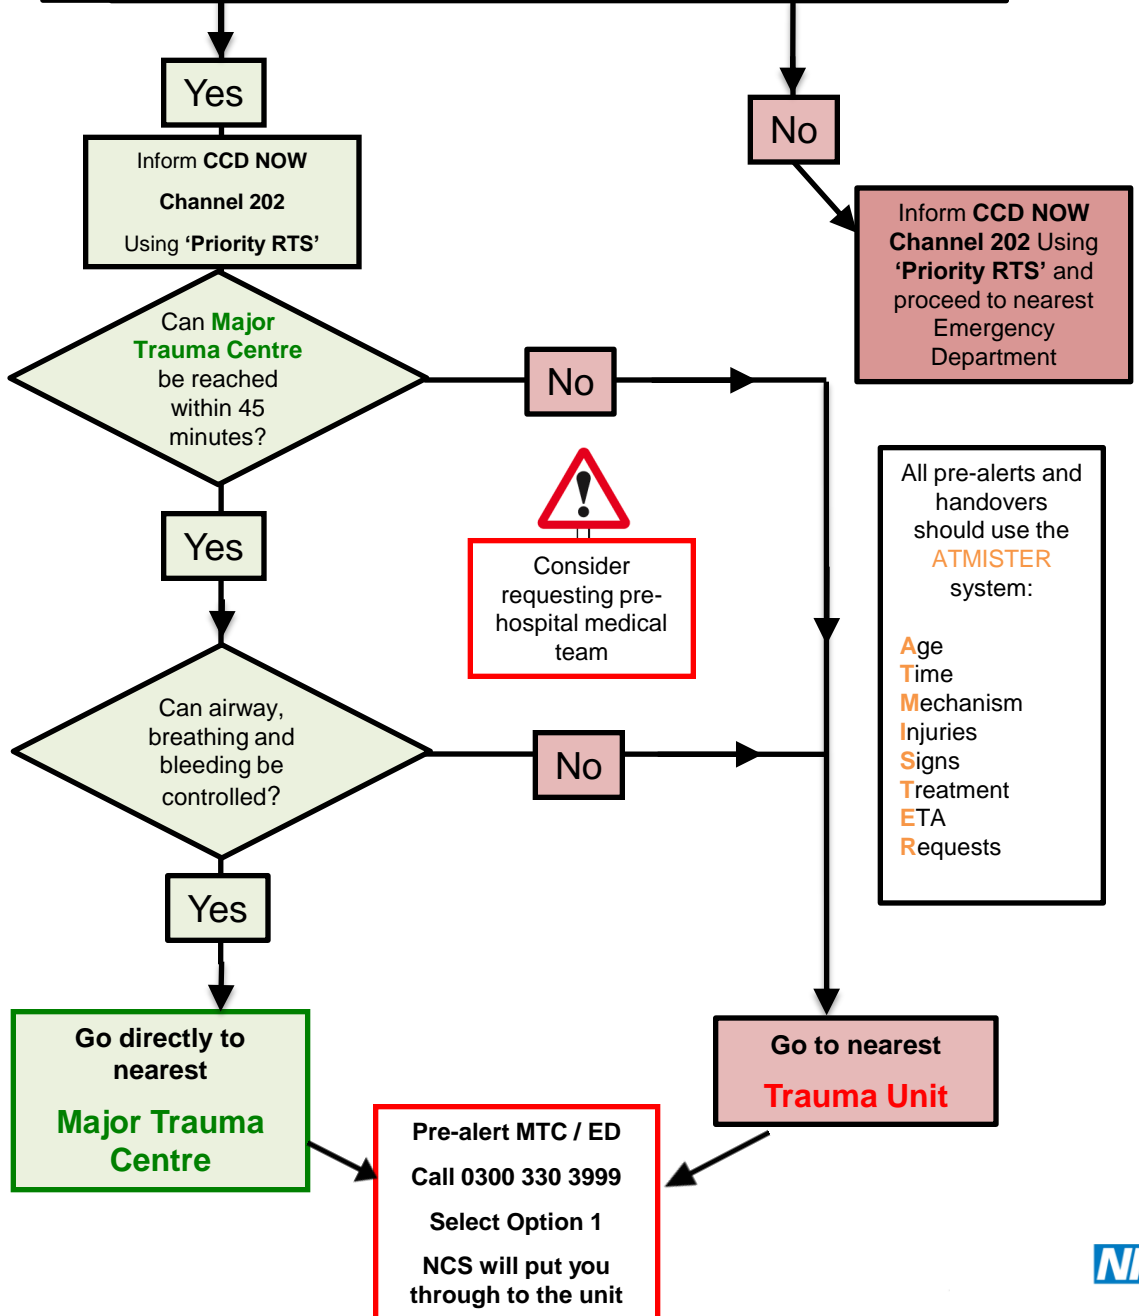 Yes
Inform CCD NOW
Channel 202
Using ‘Priority RTS’
No
Inform CCD NOW
Channel 202 Using
‘Priority RTS’ and
proceed to nearest
Emergency
Department
Can Major
Trauma Centre
be reached
within 45
minutes?
No
Yes
!
Consider
requesting pre-
hospital medical
team
All pre-alerts and
handovers
should use the
ATMISTER
system:
Age
Time
Mechanism
Injuries
Signs
Treatment
ETA
Requests
Can airway,
breathing and
bleeding be
controlled?
No
Yes
Go directly to
nearest
Major Trauma
Centre
Go to nearest
Trauma Unit
Pre-alert MTC / ED
Call 0300 330 3999
Select Option 1
NCS will put you
through to the unit